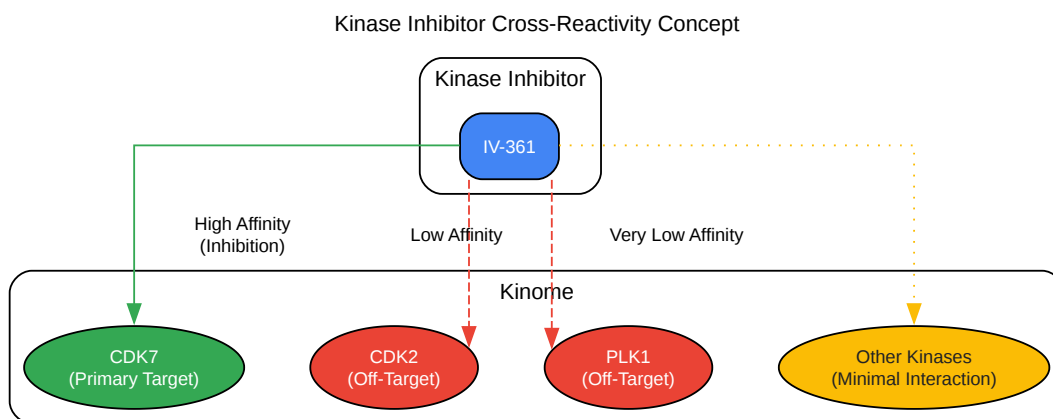 Kinase Inhibitor Cross-Reactivity Concept
Kinase Inhibitor
IV-361
High Affinity
(Inhibition)
Low Affinity
Very Low Affinity
Kinome
CDK7
(Primary Target)
CDK2
(Off-Target)
PLK1
(Off-Target)
Other Kinases
(Minimal Interaction)